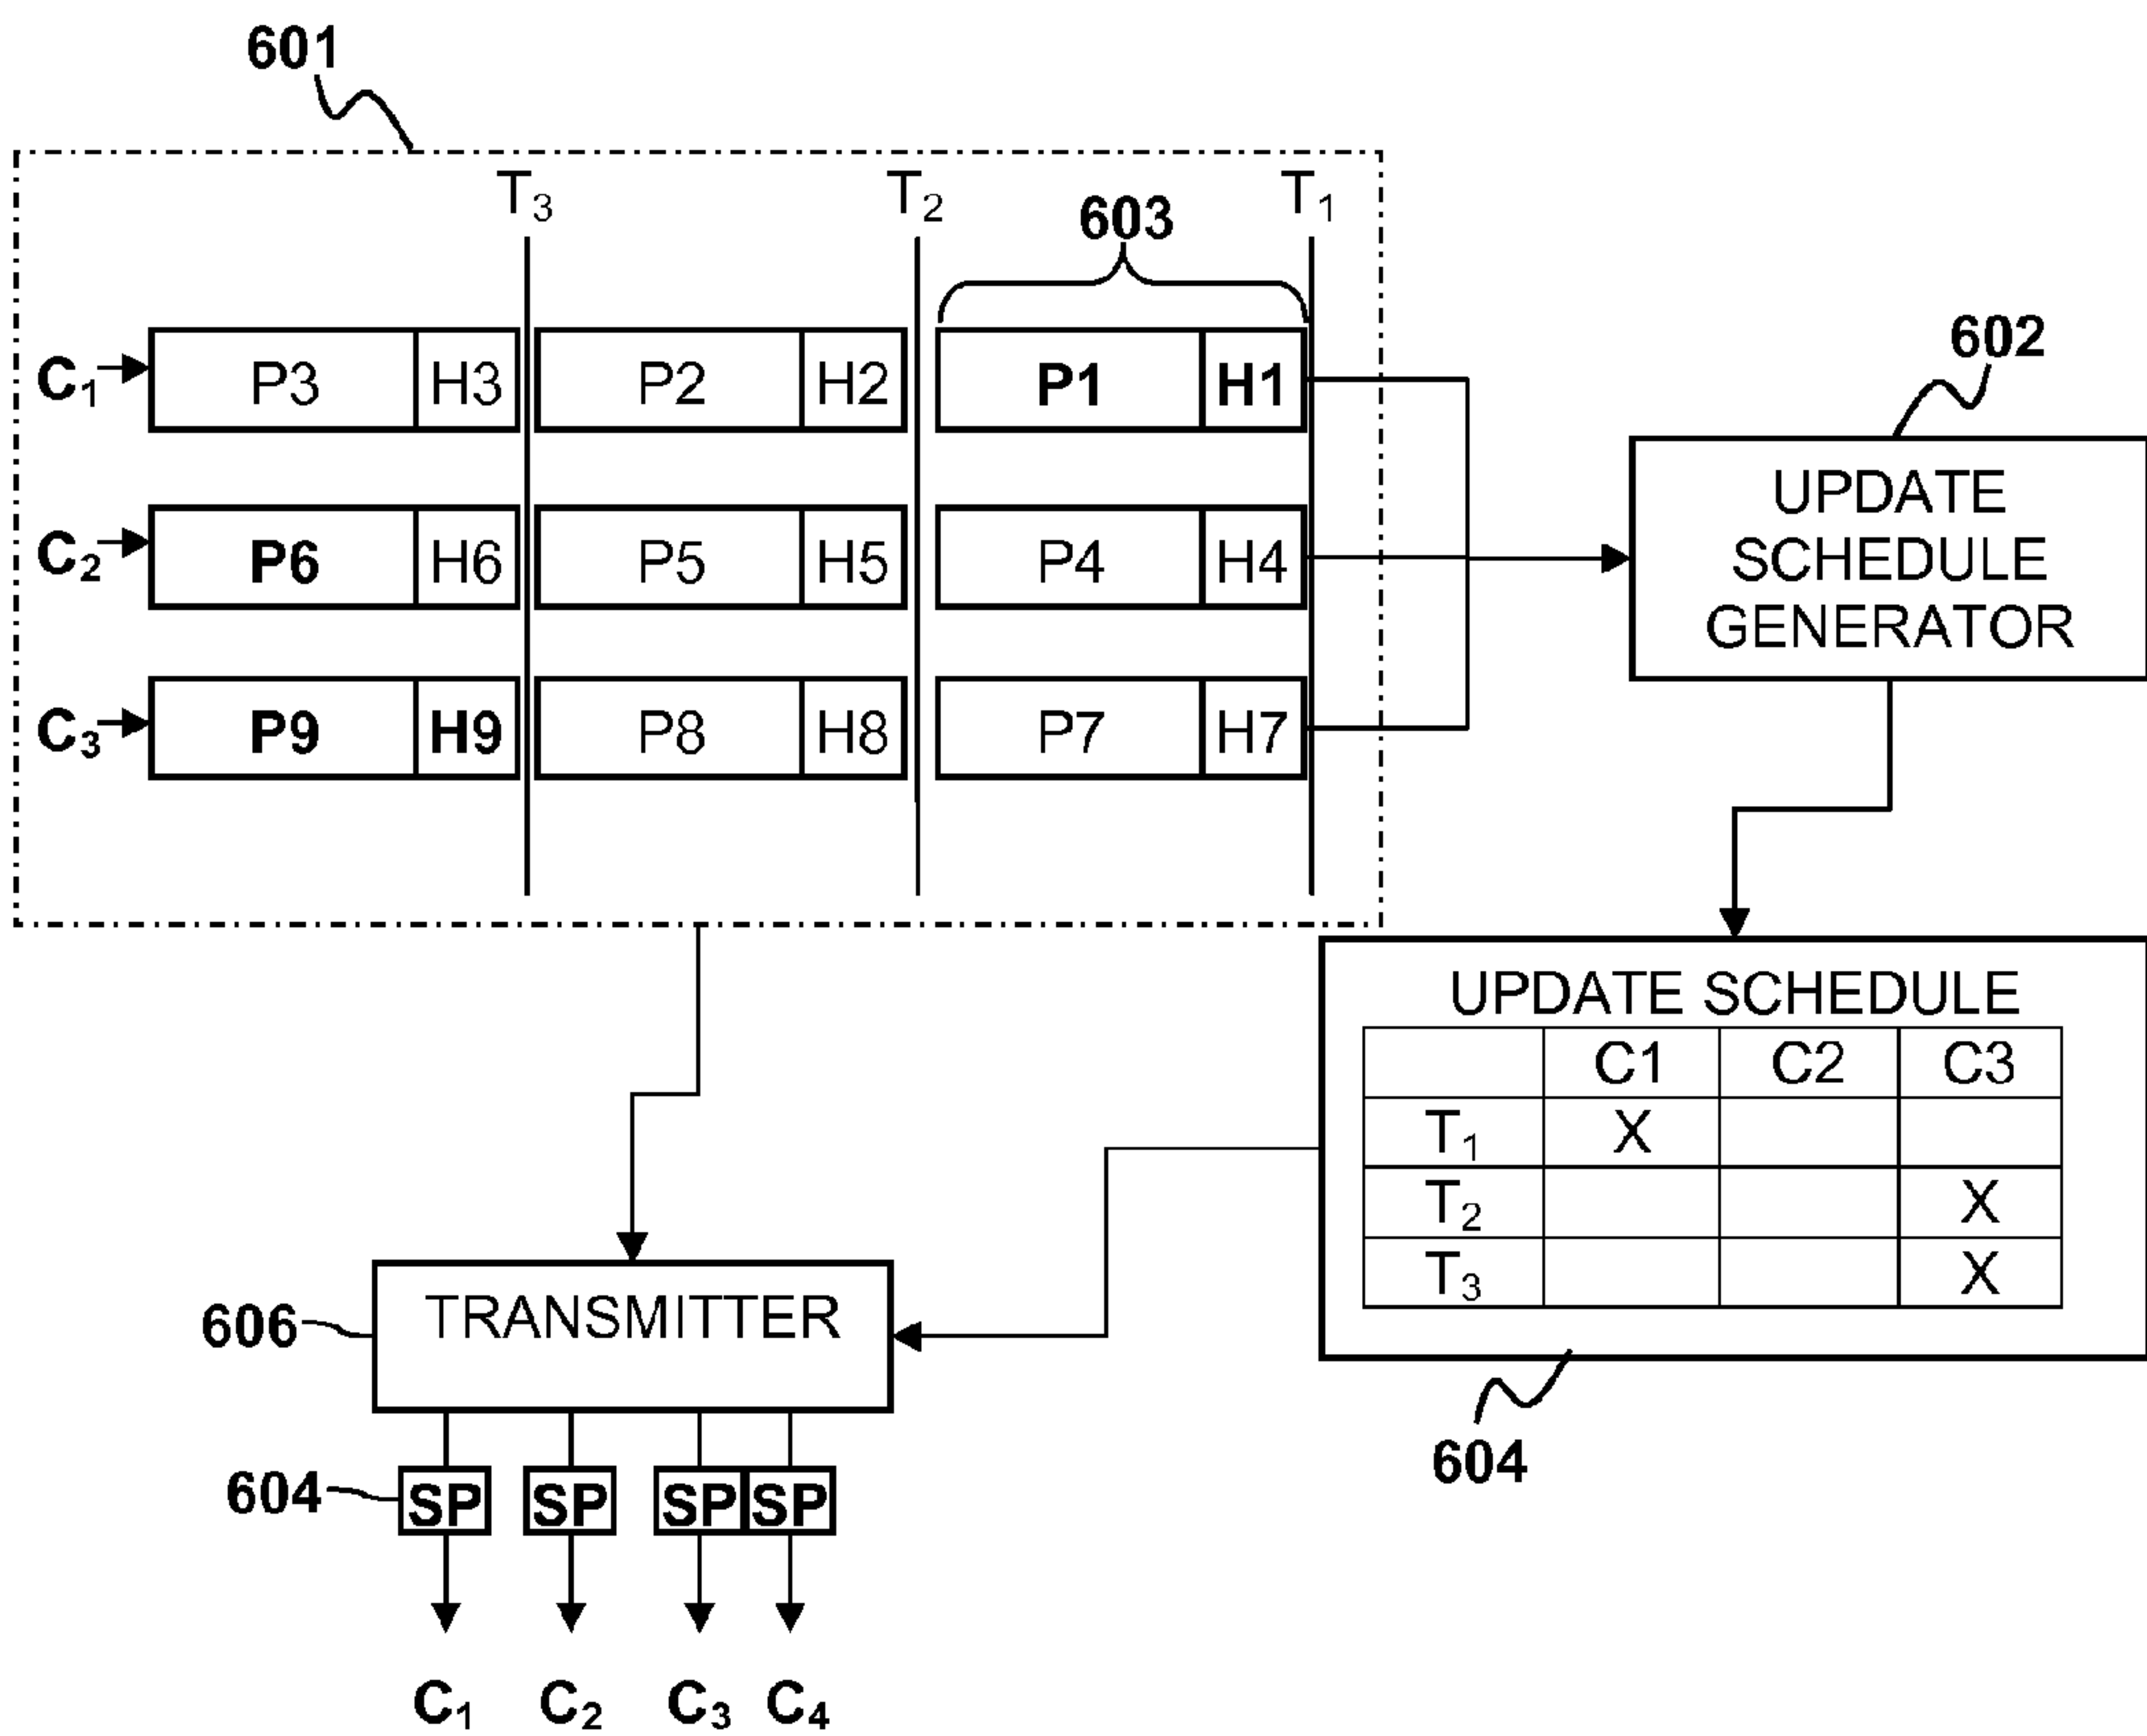 601
T3 T2 T1
603
C1 P3 H3 P2 H2 P1 H1
602
C2 P6 H6 P5 H5 P4 H4
UPDATE
SCHEDULE
GENERATOR
C3 P9 H9 P8 H8 P7 H7
UPDATE SCHEDULE
C1 C2 C3
T1 X
T2 X
T3 X
606
TRANSMITTER
604
604
SP SP SP SP
C1 C2 C3 C4